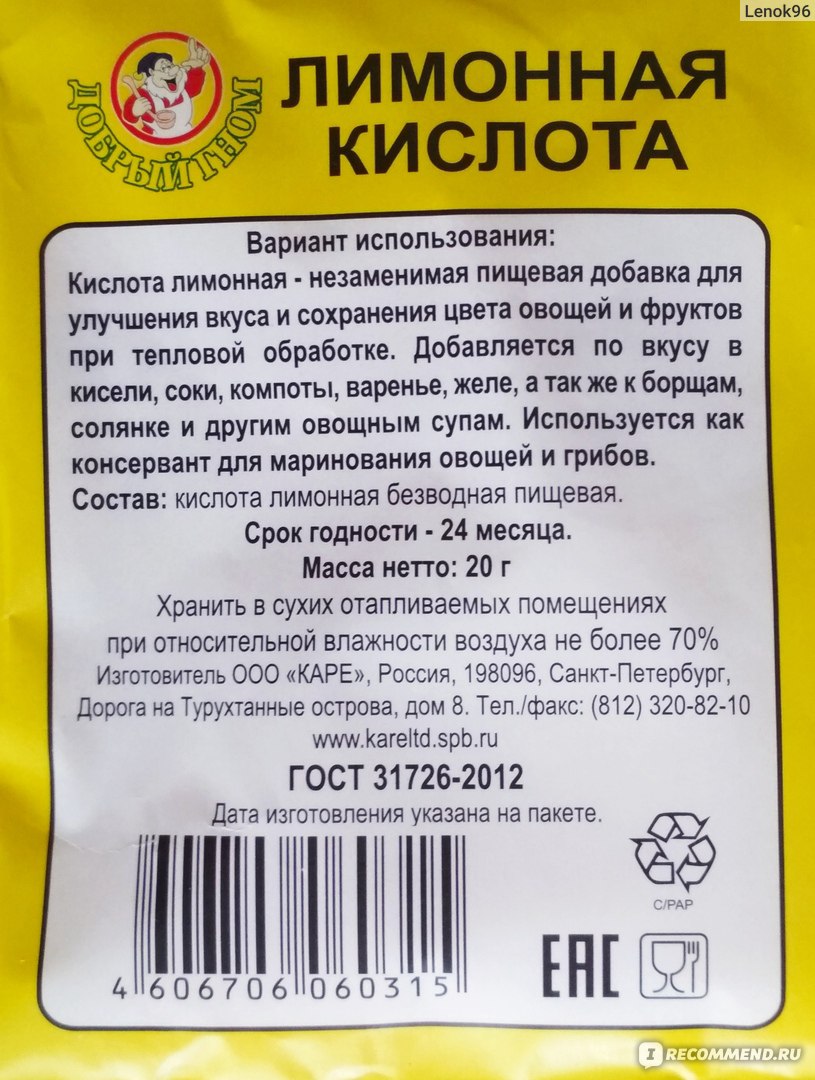 Lenok96
ДОБРЫЙ ГНОМ
ЛИМОННАЯ
КИСЛОТА
Вариант использования:
Кислота лимонная - незаменимая пищевая добавка для
улучшения вкуса и сохранения цвета овощей и фруктов
при тепловой обработке. Добавляется по вкусу в
кисели, соки, компоты, варенье, желе, а так же к борщам,
солянке и другим овощным супам. Используется как
консервант для маринования овощей и грибов.
Состав: кислота лимонная безводная пищевая.
Срок годности - 24 месяца.
Масса нетто: 20 г
Хранить в сухих отапливаемых помещениях
при относительной влажности воздуха не более 70%
Изготовитель ООО «КАРЕ», Россия, 198096, Санкт-Петербург,
Дорога на Турухтанные острова, дом 8. Тел./факс: (812) 320-82-10
www.kareltd.spb.ru
ГОСТ 31726-2012
Дата изготовления указана на пакете.
C/PAP
EAC
4 606706 060315
I RECOMMEND.RU